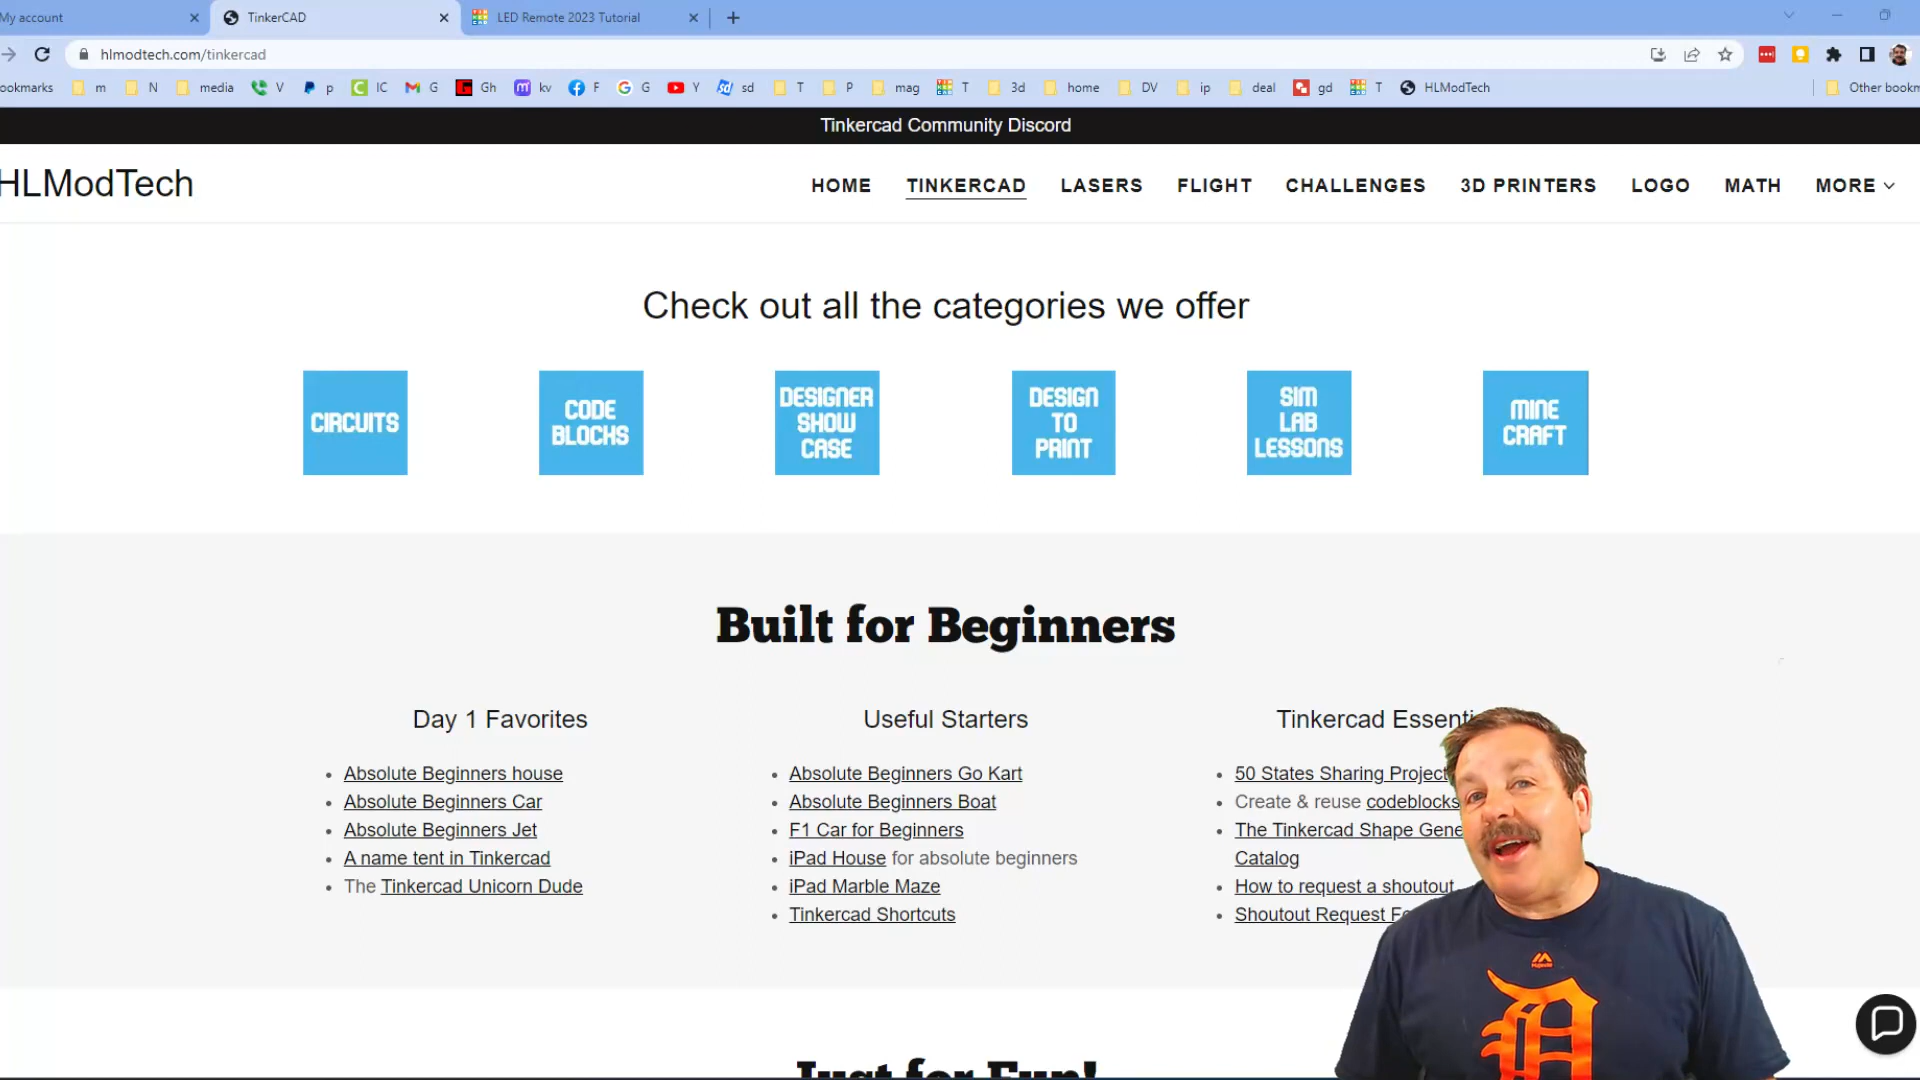 My account
TinkerCAD
LED Remote 2023 Tutorial
hlmodtech.com/tinkercad
ookmarks m N media V p IC G Gh kv F G Y sd T P mag T 3d home DV ip deal gd T HLModTech Other bookm
Tinkercad Community Discord
HLModTech
HOME TINKERCAD LASERS FLIGHT CHALLENGES 3D PRINTERS LOGO MATH MORE
Check out all the categories we offer
CIRCUITS
CODE
BLOCKS
DESIGNER
SHOW
CASE
DESIGN
TO
PRINT
SIM
LAB
LESSONS
MINE
CRAFT
Built for Beginners
Day 1 Favorites
Absolute Beginners house
Absolute Beginners Car
Absolute Beginners Jet
A name tent in Tinkercad
The Tinkercad Unicorn Dude
Useful Starters
Absolute Beginners Go Kart
Absolute Beginners Boat
F1 Car for Beginners
iPad House for absolute beginners
iPad Marble Maze
Tinkercad Shortcuts
Tinkercad Essenti
50 States Sharing Project
Create & reuse codeblocks
The Tinkercad Shape Gene
Catalog
How to request a shoutout
Shoutout Request Fo
Just for Fun!
D